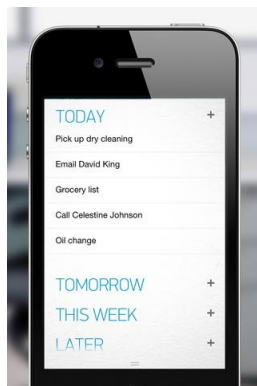 TODAY +
Pick up dry cleaning
Email David King
Grocery list
Call Celestine Johnson
Oil change
TOMORROW +
THIS WEEK +
LATER +